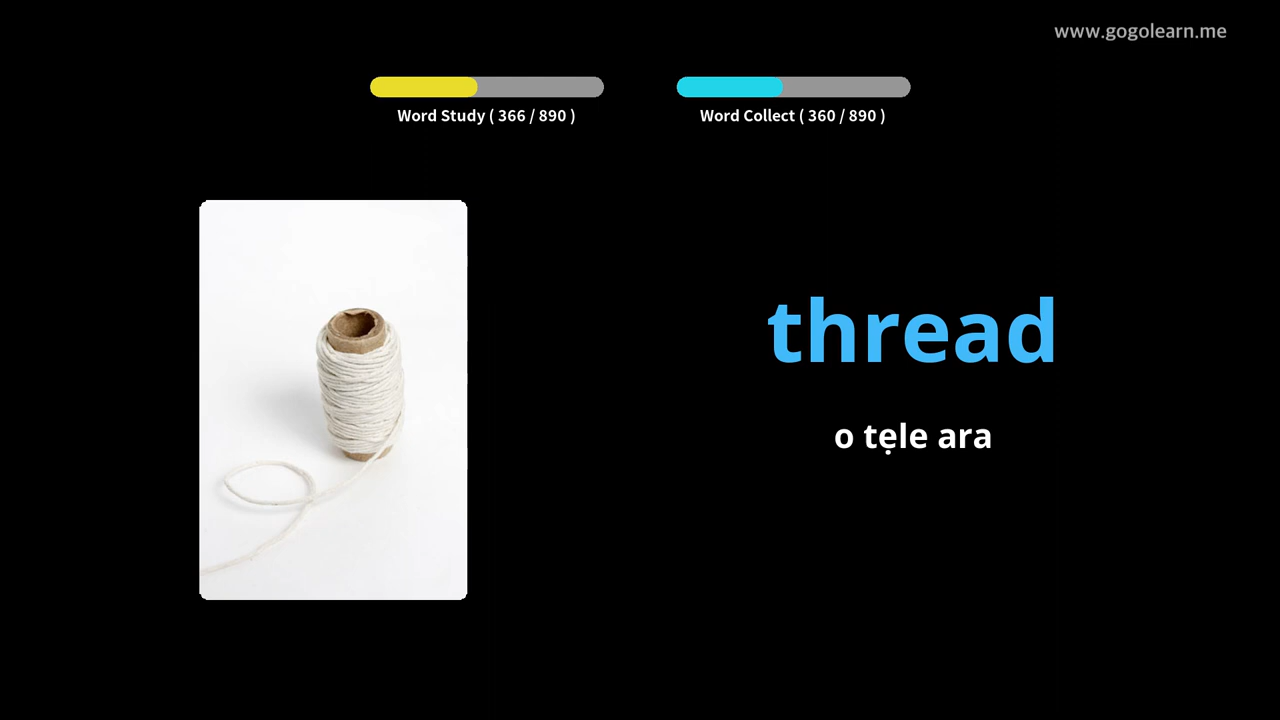 www.gogolearn.me
Word Study ( 366 / 890 )
Word Collect ( 360 / 890 )
thread
o tẹle ara